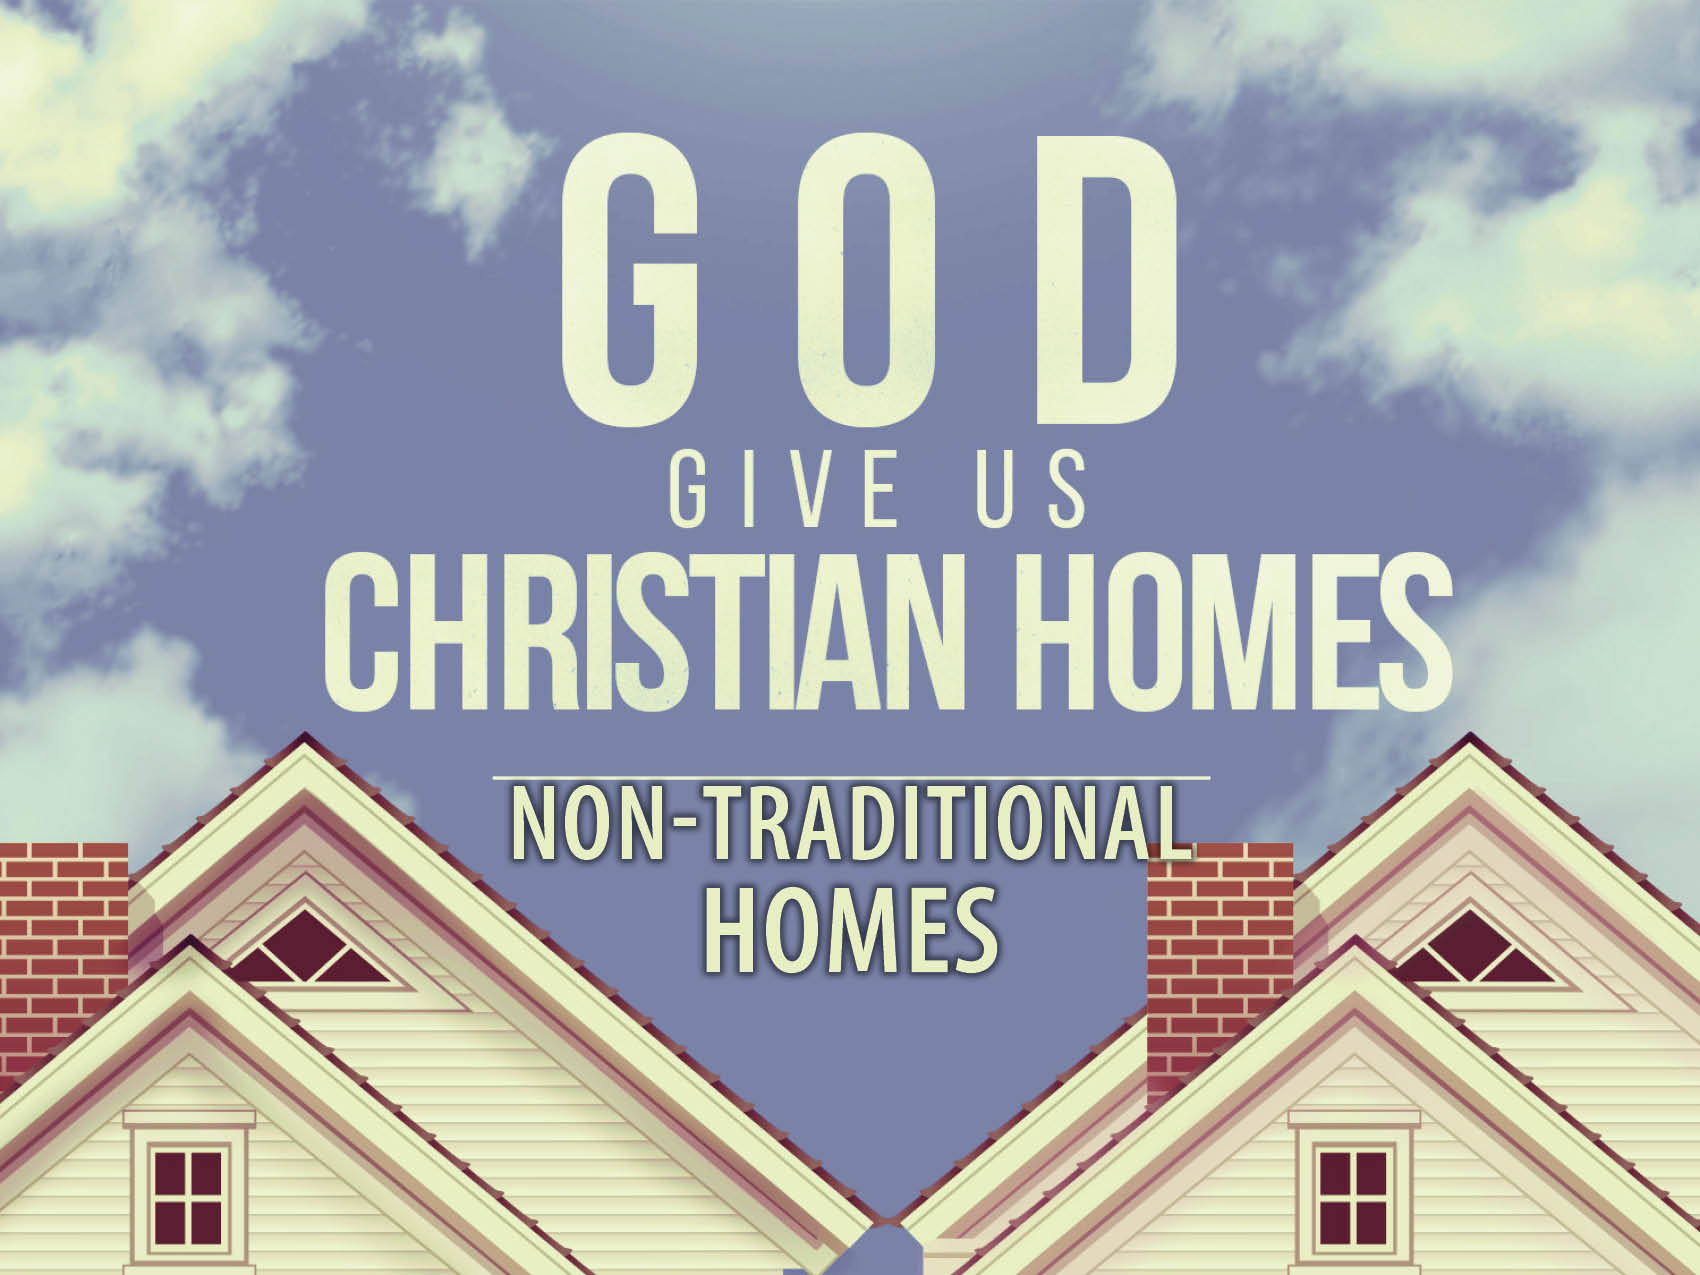 GOD
GIVE US
CHRISTIAN HOMES
NON-TRADITIONAL
HOMES